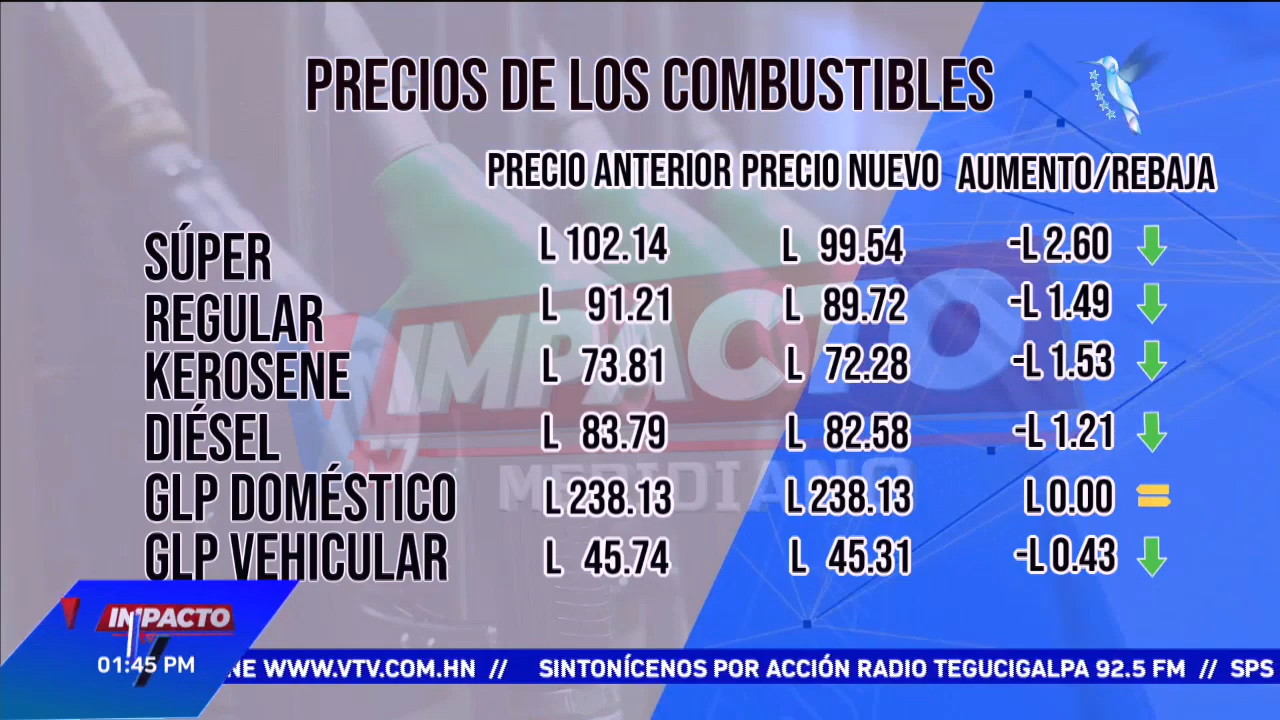 PRECIOS DE LOS COMBUSTIBLES
PRECIO ANTERIOR PRECIO NUEVO AUMENTO/REBAJA
SÚPER L 102.14 L 99.54 -L 2.60
REGULAR L 91.21 L 89.72 -L 1.49
KEROSENE L 73.81 L 72.28 -L 1.53
DIÉSEL L 83.79 L 82.58 -L 1.21
GLP DOMÉSTICO L 238.13 L 238.13 L 0.00
GLP VEHICULAR L 45.74 L 45.31 -L 0.43
IMPACTO
MERIDIANO
IMPACTO
01:45 PM
NE WWW.VTV.COM.HN // SINTONÍCENOS POR ACCIÓN RADIO TEGUCIGALPA 92.5 FM // SPS